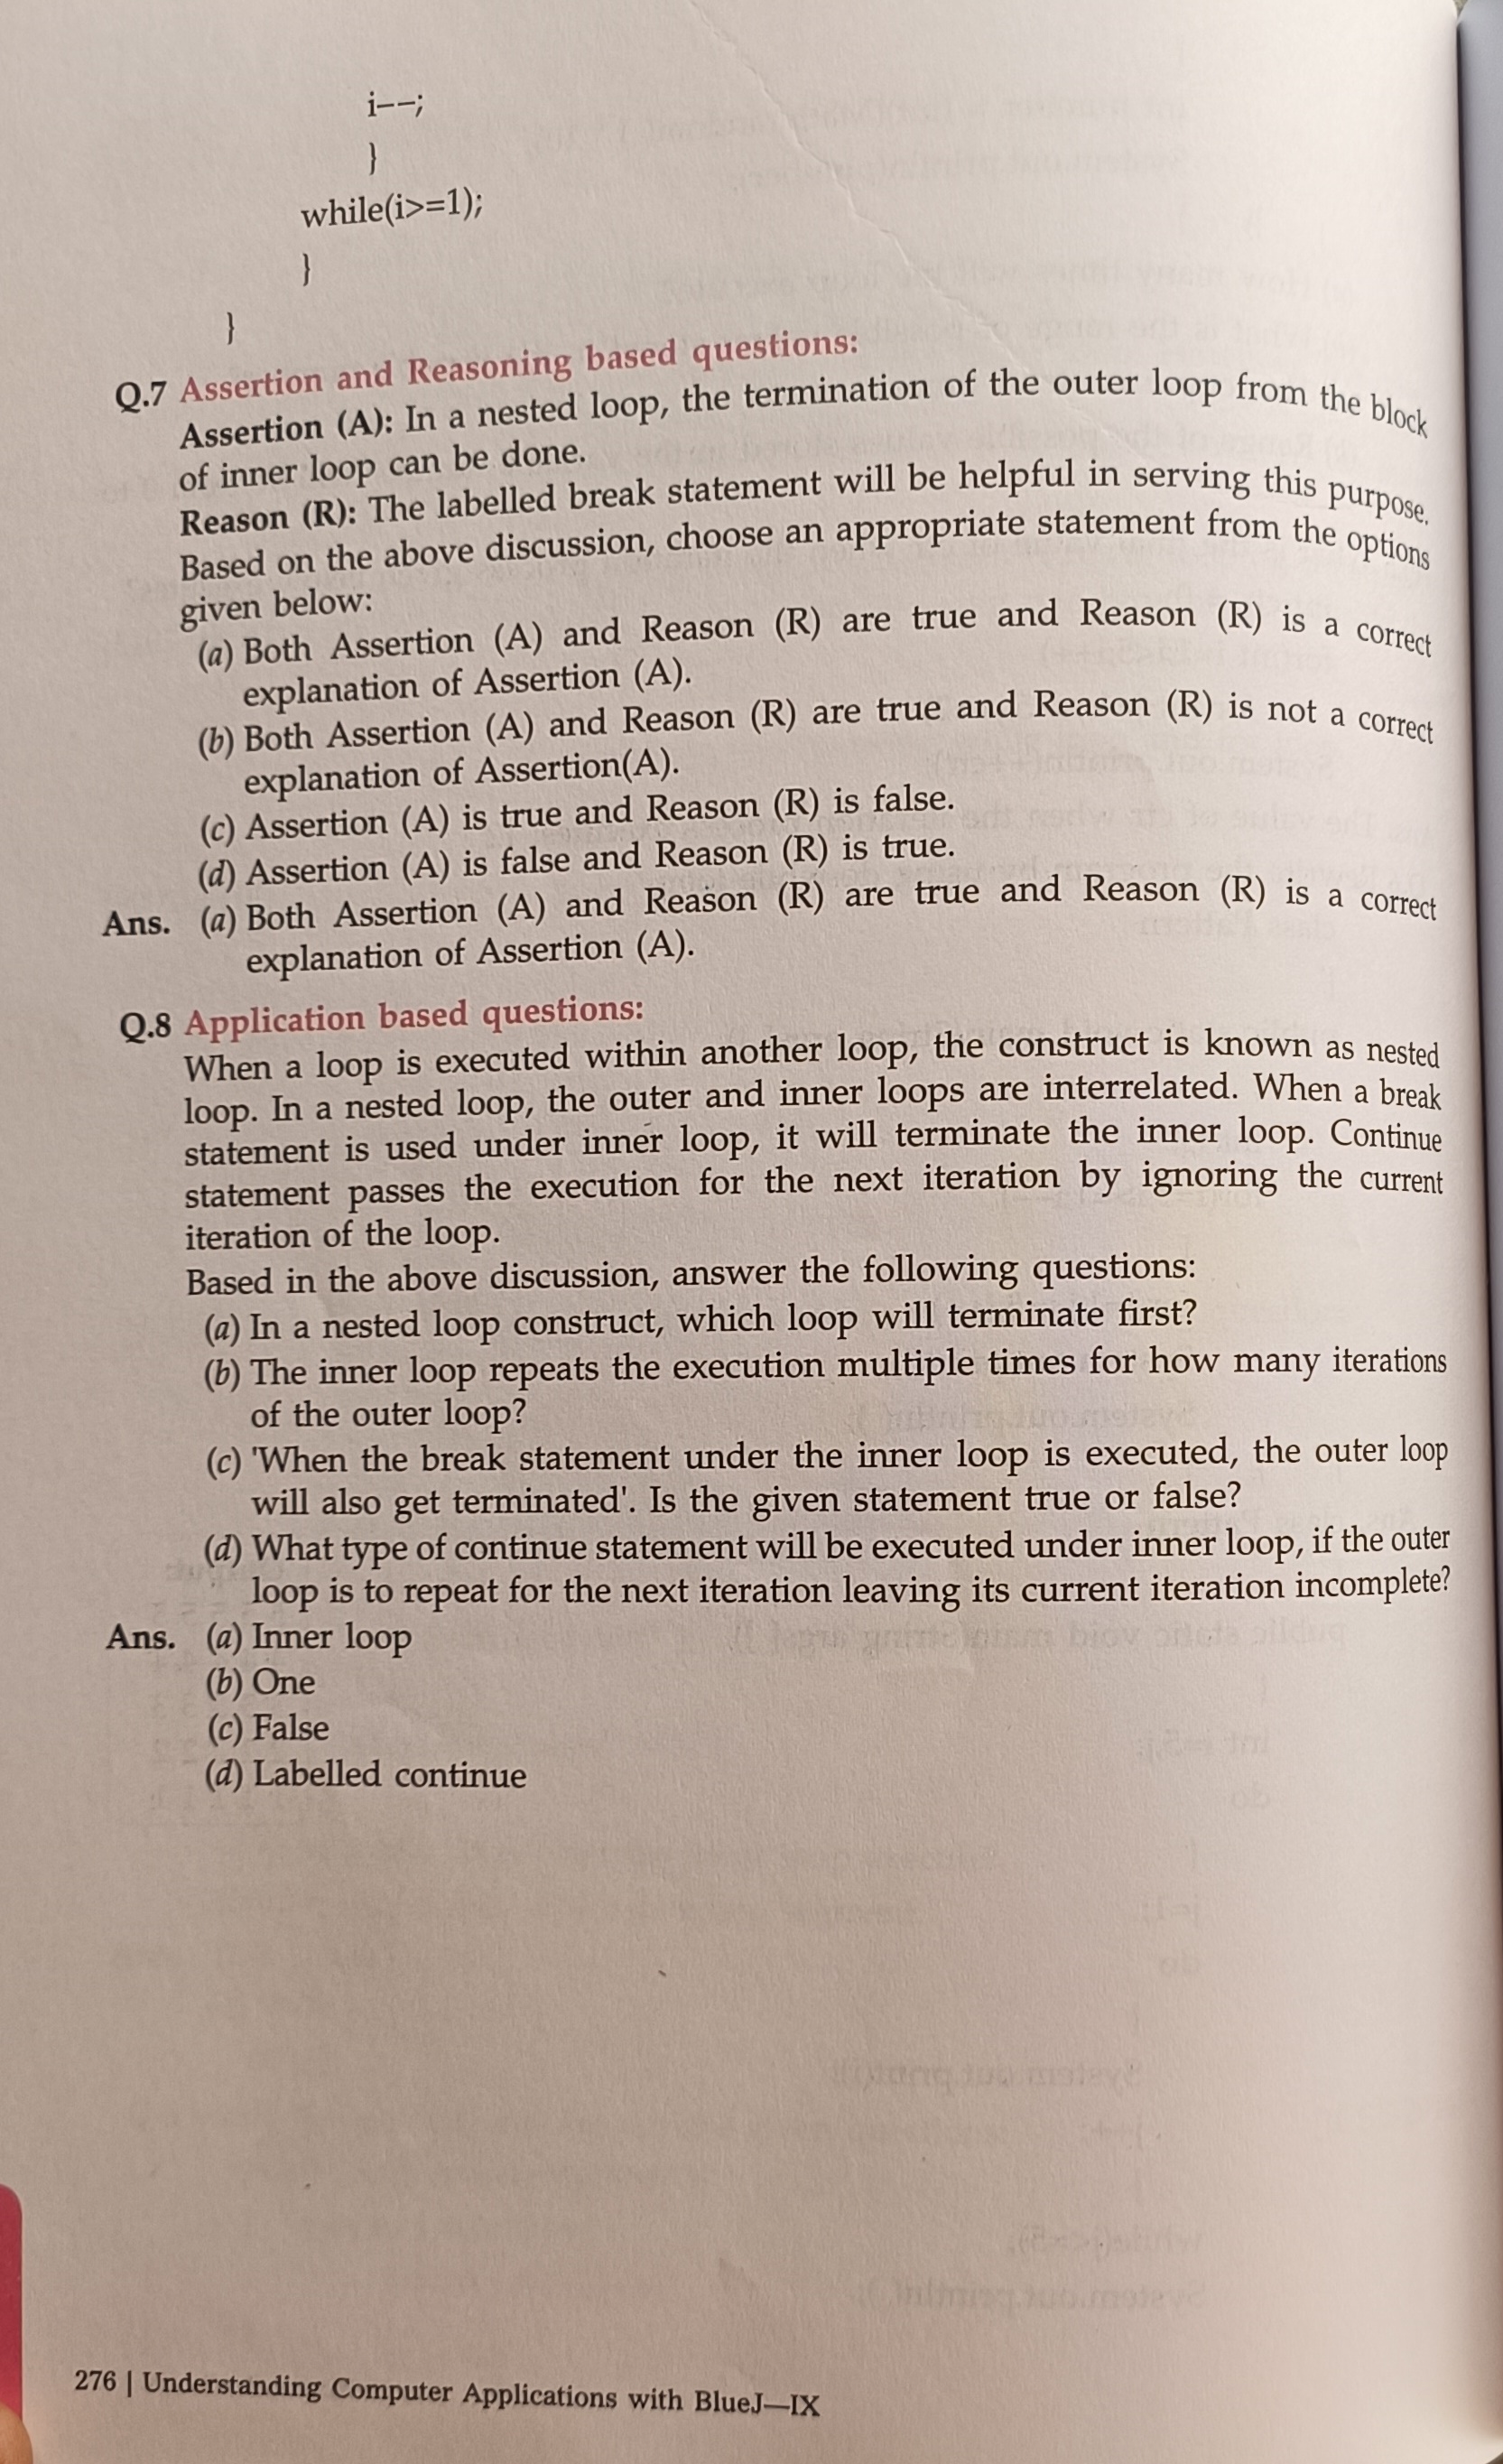 i--;
}
while(i>=1);
}
}
Q.7 Assertion and Reasoning based questions:
Assertion (A): In a nested loop, the termination of the outer loop from the block
of inner loop can be done.
Reason (R): The labelled break statement will be helpful in serving this purpose.
Based on the above discussion, choose an appropriate statement from the options
given below:
(a) Both Assertion (A) and Reason (R) are true and Reason (R) is a correct
explanation of Assertion (A).
(b) Both Assertion (A) and Reason (R) are true and Reason (R) is not a correct
explanation of Assertion(A).
(c) Assertion (A) is true and Reason (R) is false.
(d) Assertion (A) is false and Reason (R) is true.
Ans. (a) Both Assertion (A) and Reason (R) are true and Reason (R) is a correct
explanation of Assertion (A).
Q.8 Application based questions:
When a loop is executed within another loop, the construct is known as nested
loop. In a nested loop, the outer and inner loops are interrelated. When a break
statement is used under inner loop, it will terminate the inner loop. Continue
statement passes the execution for the next iteration by ignoring the current
iteration of the loop.
Based in the above discussion, answer the following questions:
(a) In a nested loop construct, which loop will terminate first?
(b) The inner loop repeats the execution multiple times for how many iterations
of the outer loop?
(c) 'When the break statement under the inner loop is executed, the outer loop
will also get terminated'. Is the given statement true or false?
(d) What type of continue statement will be executed under inner loop, if the outer
loop is to repeat for the next iteration leaving its current iteration incomplete?
Ans. (a) Inner loop
(b) One
(c) False
(d) Labelled continue
276 | Understanding Computer Applications with BlueJ—IX